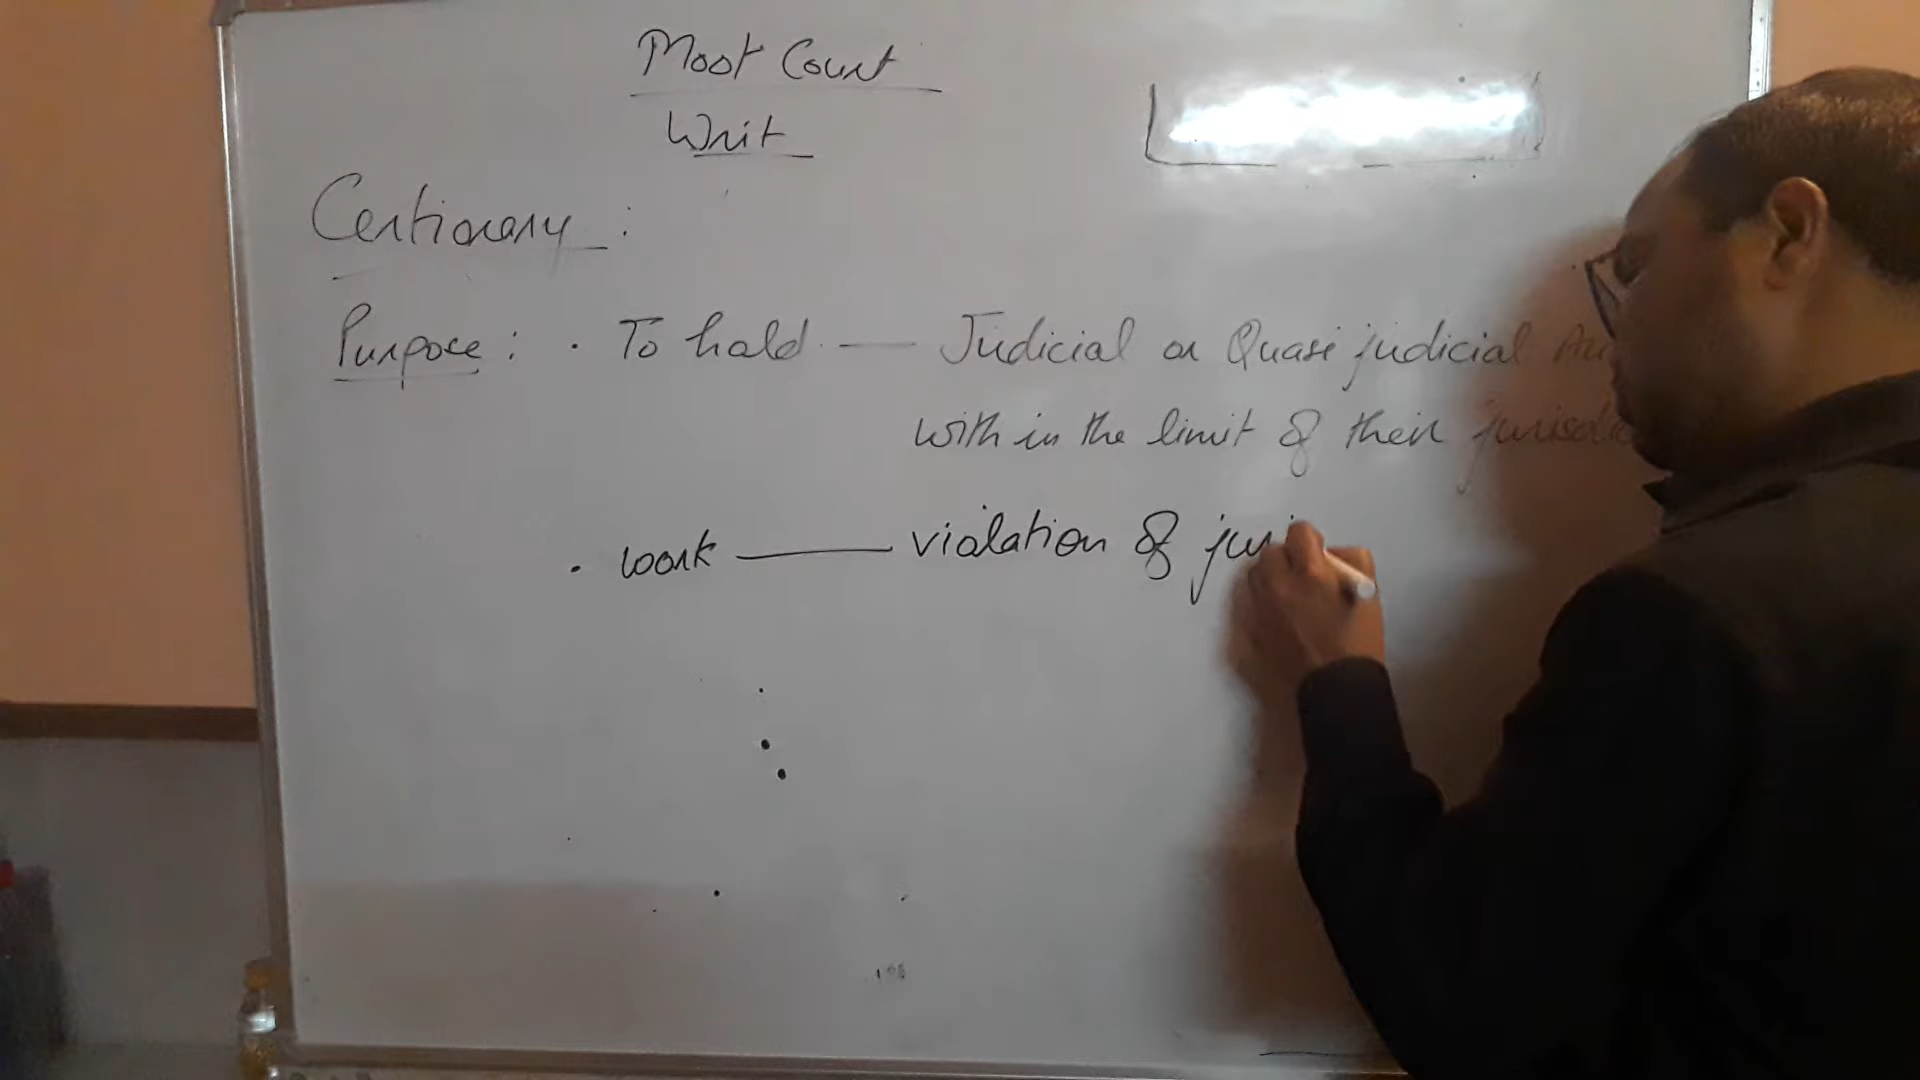 Moot Court
Writ
Certiorary :
Purpose : . To hold — Judicial or Quasi judicial
with in the limit of their
. work — violation of